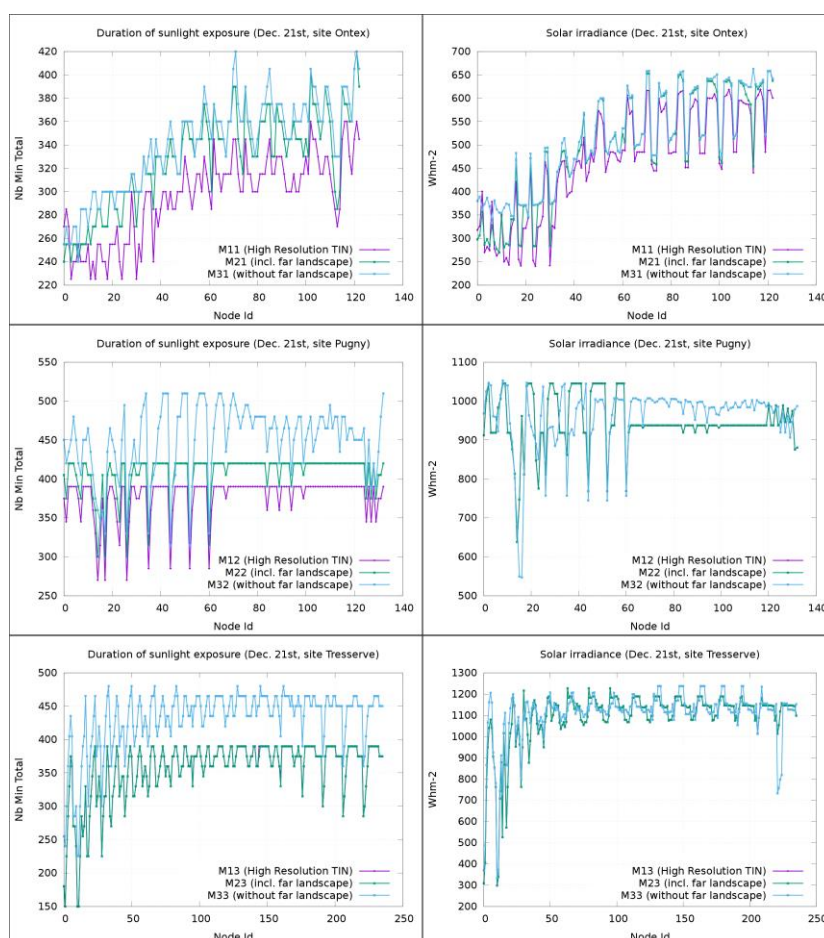 Duration of sunlight exposure (Dec. 21st, site Ontex)
Nb Min Total
420
400
380
360
340
320
300
280
260
240
220
M11 (High Resolution TIN)
M21 (incl. far landscape)
M31 (without far landscape)
0 20 40 60 80 100 120 140
Node Id
Solar irradiance (Dec. 21st, site Ontex)
Whm-2
700
650
600
550
500
450
400
350
300
250
200
M11 (High Resolution TIN)
M21 (incl. far landscape)
M31 (without far landscape)
0 20 40 60 80 100 120 140
Node Id
Duration of sunlight exposure (Dec. 21st, site Pugny)
Nb Min Total
550
500
450
400
350
300
250
M12 (High Resolution TIN)
M22 (incl. far landscape)
M32 (without far landscape)
0 20 40 60 80 100 120 140
Node Id
Solar irradiance (Dec. 21st, site Pugny)
Whm-2
1100
1000
900
800
700
600
500
M12 (High Resolution TIN)
M22 (incl. far landscape)
M32 (without far landscape)
0 20 40 60 80 100 120 140
Node Id
Duration of sunlight exposure (Dec. 21st, site Tresserve)
Nb Min Total
500
450
400
350
300
250
200
150
M13 (High Resolution TIN)
M23 (incl. far landscape)
M33 (without far landscape)
0 50 100 150 200 250
Node Id
Solar irradiance (Dec. 21st, site Tresserve)
Whm-2
1300
1200
1100
1000
900
800
700
600
500
400
300
200
M13 (High Resolution TIN)
M23 (incl. far landscape)
M33 (without far landscape)
0 50 100 150 200 250
Node Id